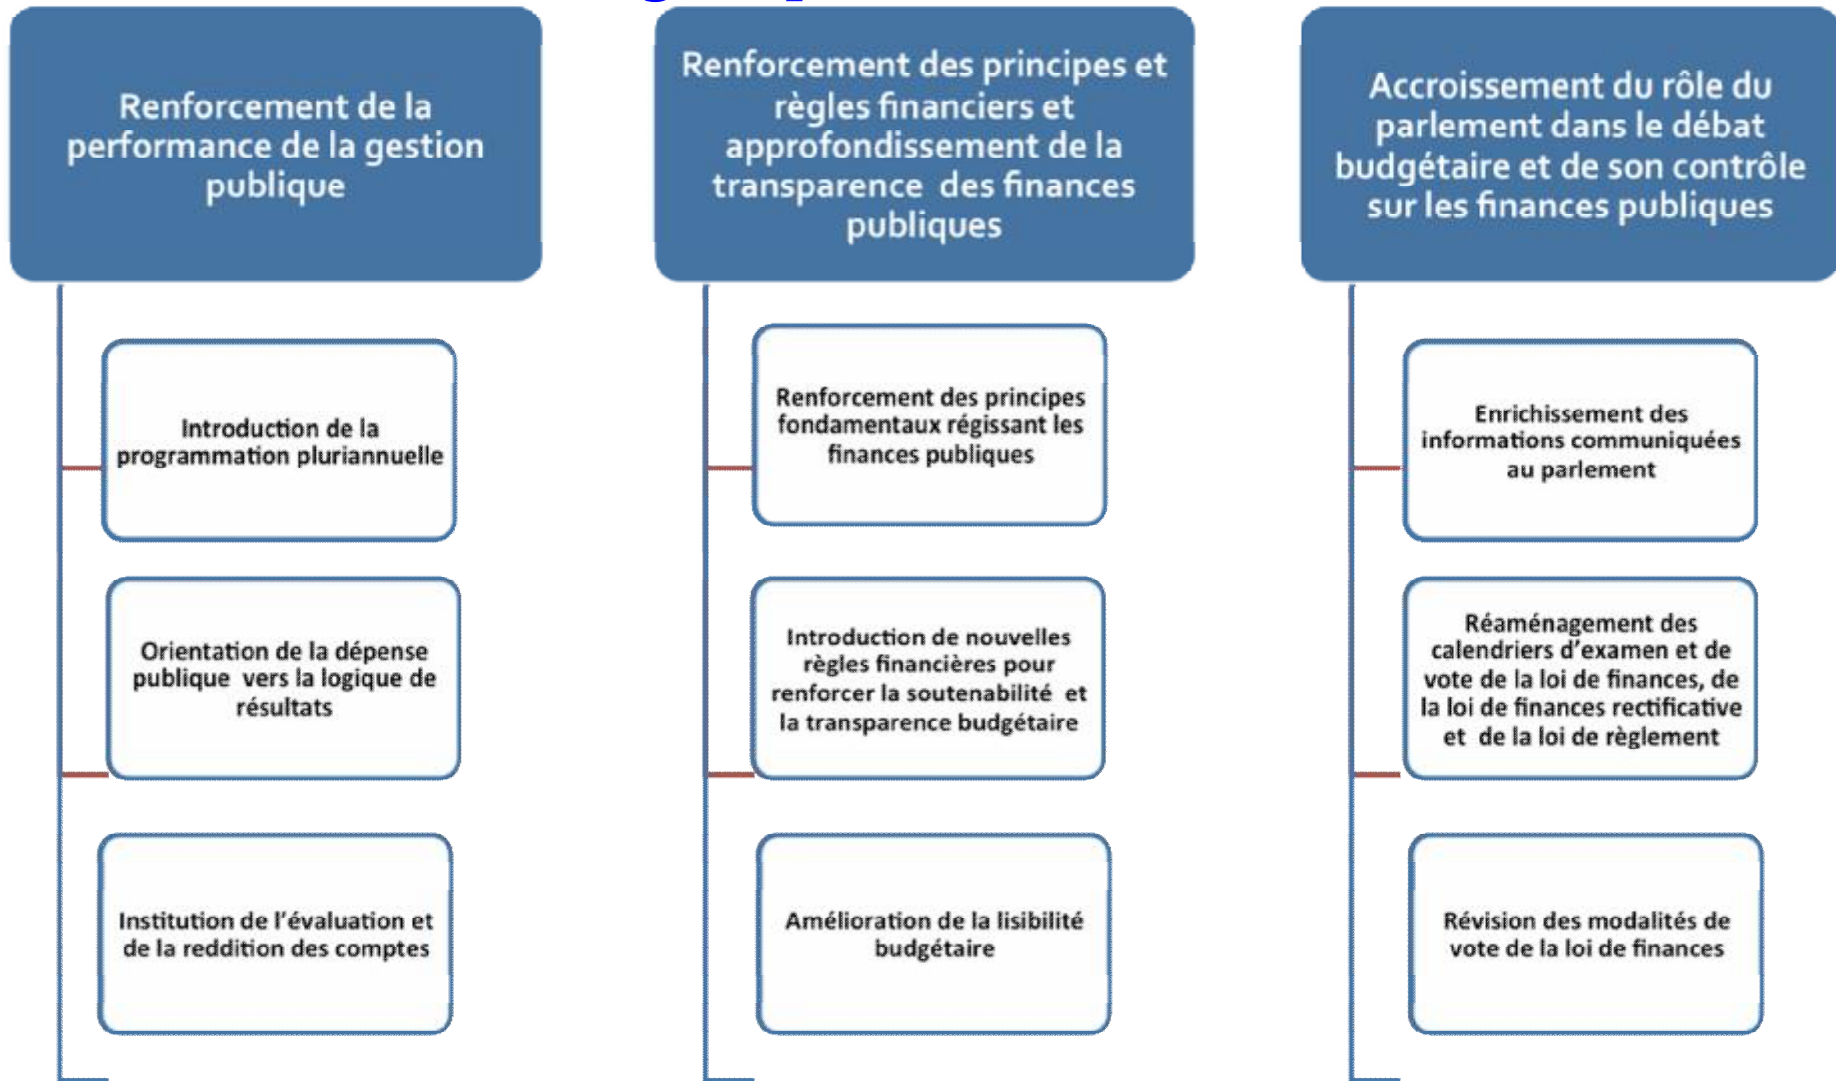 Renforcement de la
performance de la gestion
publique
Introduction de la
programmation pluriannuelle
Orientation de la dépense
publique vers la logique de
résultats
Institution de l'évaluation et
de la reddition des comptes
Renforcement des principes et
règles financiers et
approfondissement de la
transparence des finances
publiques
Renforcement des principes
fondamentaux régissant les
finances publiques
Introduction de nouvelles
règles financières pour
renforcer la soutenabilité et
la transparence budgétaire
Amélioration de la lisibilité
budgétaire
Accroissement du rôle du
parlement dans le débat
budgétaire et de son contrôle
sur les finances publiques
Enrichissement des
informations communiquées
au parlement
Réaménagement des
calendriers d'examen et de
vote de la loi de finances, de
la loi de finances rectificative
et de la loi de règlement
Révision des modalités de
vote de la loi de finances